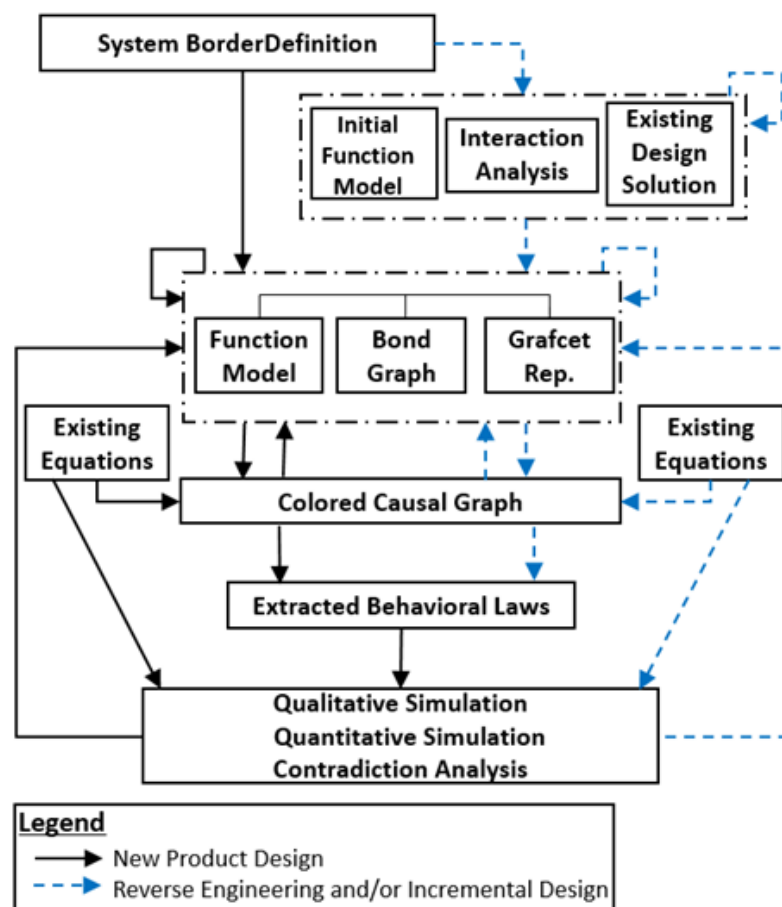 System BorderDefinition
Initial
Function
Model
Interaction
Analysis
Existing
Design
Solution
Function
Model
Bond
Graph
Grafcet
Rep.
Existing
Equations
Existing
Equations
Colored Causal Graph
Extracted Behavioral Laws
Qualitative Simulation
Quantitative Simulation
Contradiction Analysis
Legend
New Product Design
Reverse Engineering and/or Incremental Design